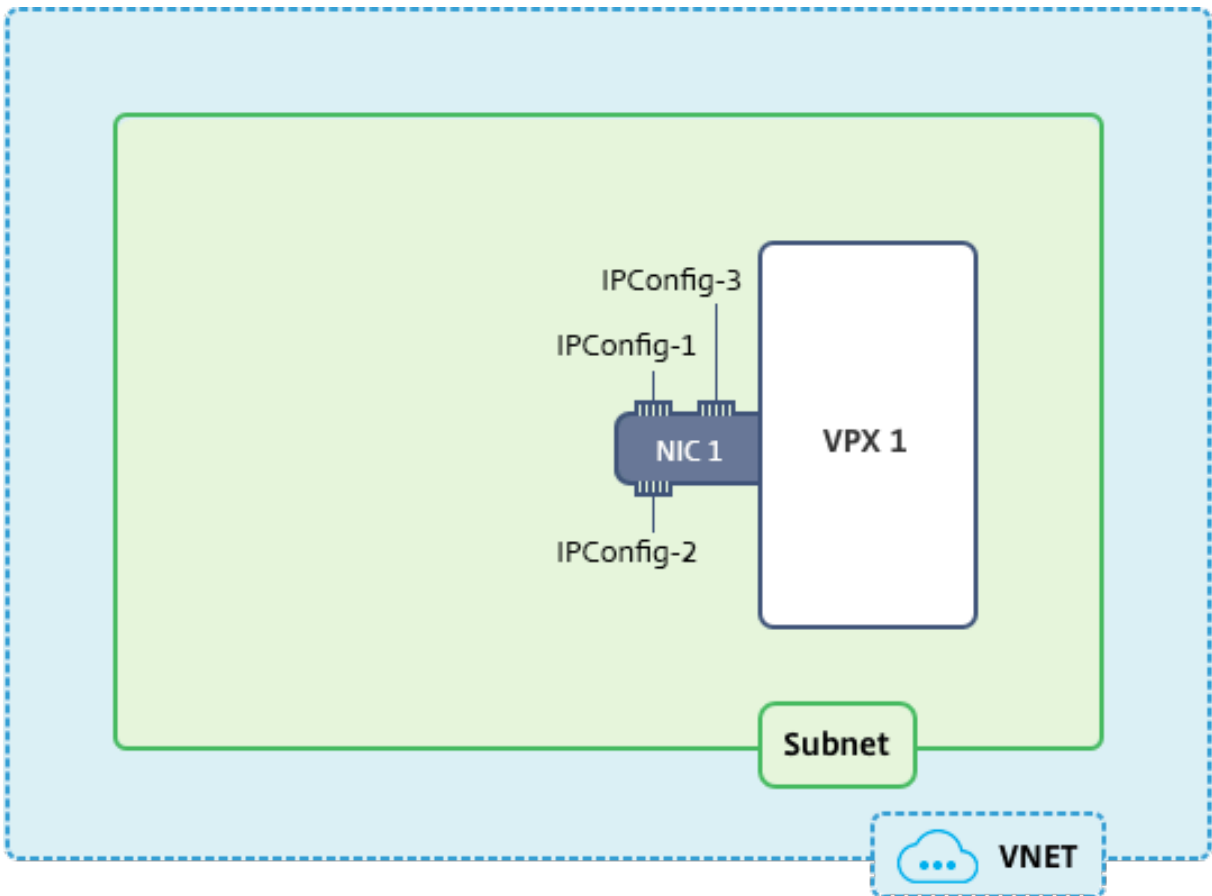 IPConfig-3
IPConfig-1
NIC 1
VPX 1
IPConfig-2
Subnet
VNET